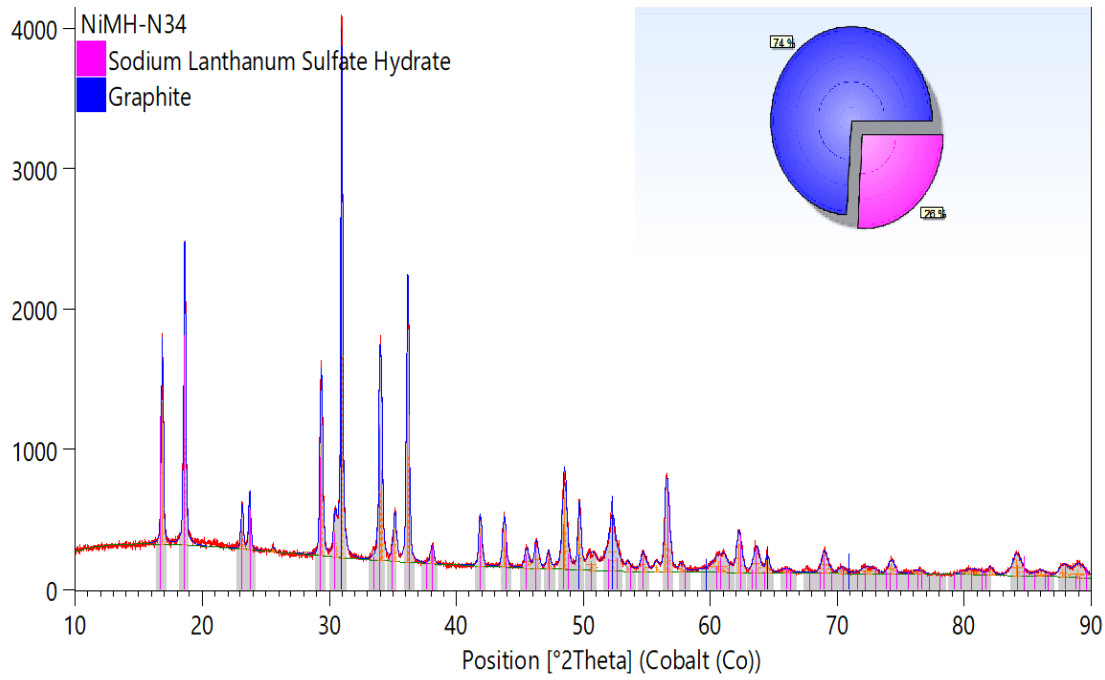 4000
3000
2000
1000
0
NiMH-N34
Sodium Lanthanum Sulfate Hydrate
Graphite
74 %
26 %
10 20 30 40 50 60 70 80 90
Position [°2Theta] (Cobalt (Co))